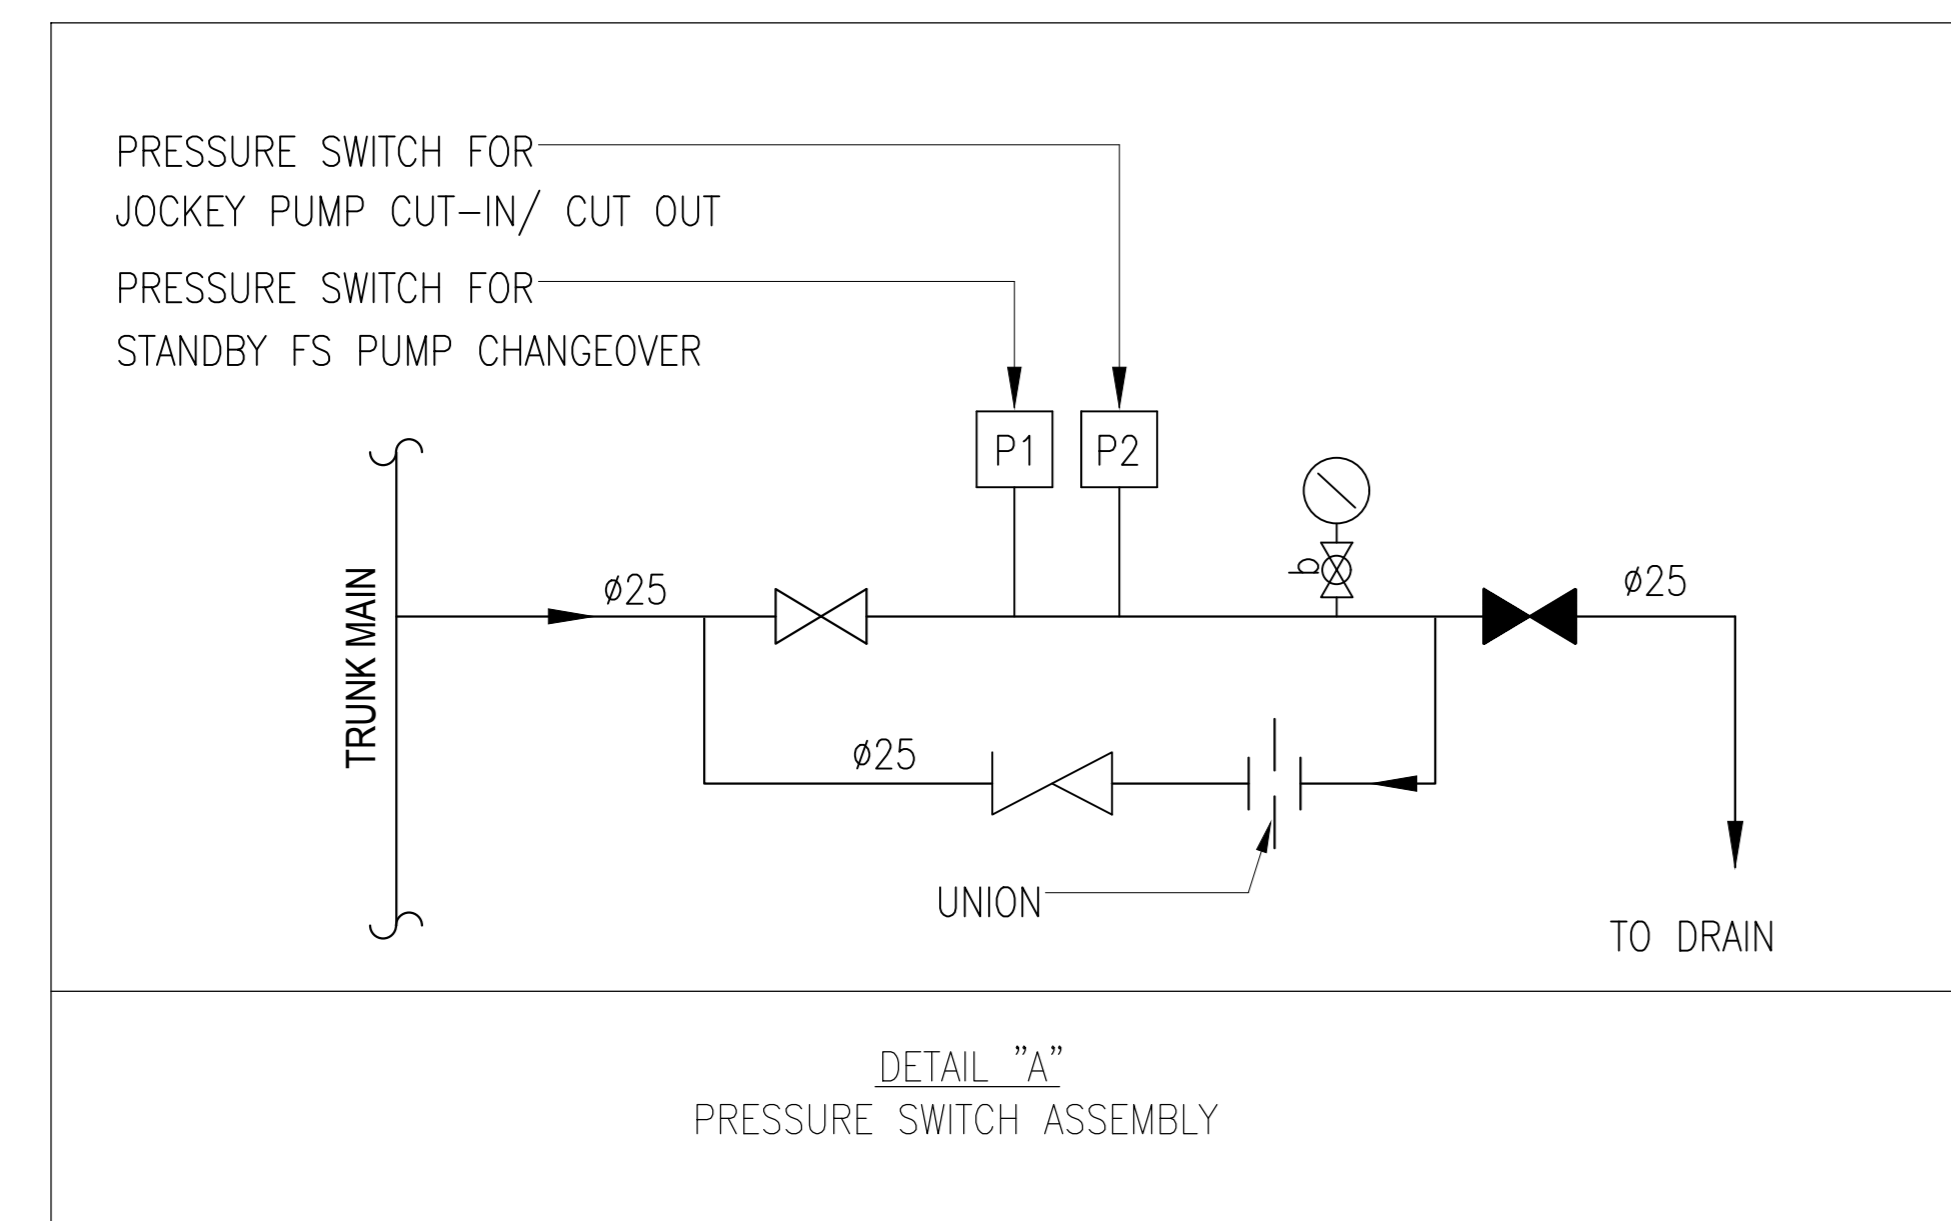 PRESSURE SWITCH FOR
JOCKEY PUMP CUT-IN/ CUT OUT
PRESSURE SWITCH FOR
STANDBY FS PUMP CHANGEOVER
P1
P2
TRUNK MAIN
ø25
b
ø25
ø25
UNION
TO DRAIN
DETAIL "A"
PRESSURE SWITCH ASSEMBLY